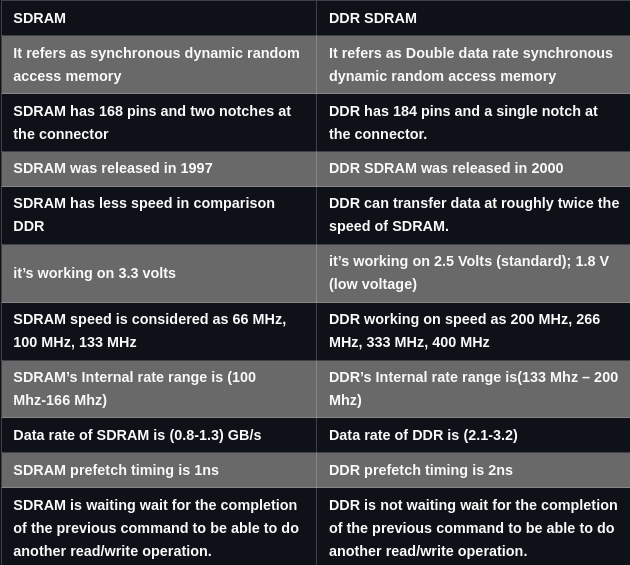 SDRAM
DDR SDRAM
It refers as synchronous dynamic random
access memory
It refers as Double data rate synchronous
dynamic random access memory
SDRAM has 168 pins and two notches at
the connector
DDR has 184 pins and a single notch at
the connector.
SDRAM was released in 1997
DDR SDRAM was released in 2000
SDRAM has less speed in comparison
DDR
DDR can transfer data at roughly twice the
speed of SDRAM.
it’s working on 3.3 volts
it’s working on 2.5 Volts (standard); 1.8 V
(low voltage)
SDRAM speed is considered as 66 MHz,
100 MHz, 133 MHz
DDR working on speed as 200 MHz, 266
MHz, 333 MHz, 400 MHz
SDRAM’s Internal rate range is (100
Mhz-166 Mhz)
DDR’s Internal rate range is(133 Mhz – 200
Mhz)
Data rate of SDRAM is (0.8-1.3) GB/s
Data rate of DDR is (2.1-3.2)
SDRAM prefetch timing is 1ns
DDR prefetch timing is 2ns
SDRAM is waiting wait for the completion
of the previous command to be able to do
another read/write operation.
DDR is not waiting wait for the completion
of the previous command to be able to do
another read/write operation.